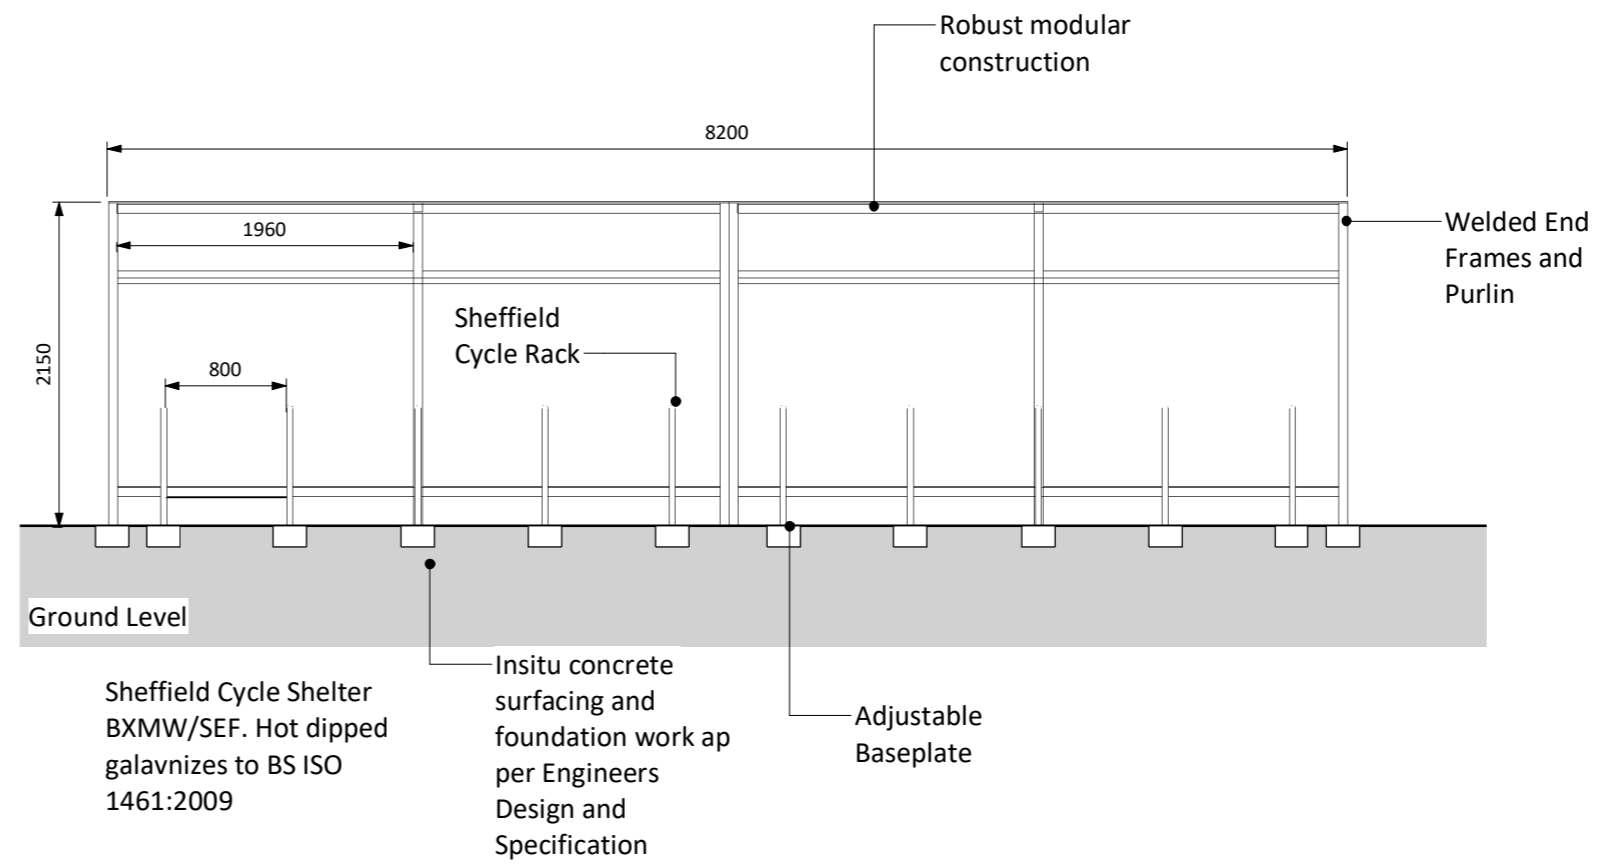 Robust modular
construction
8200
1960
Welded End
Frames and
Purlin
Sheffield
Cycle Rack
2150
800
Ground Level
Insitu concrete
surfacing and
foundation work ap
per Engineers
Design and
Specification
Sheffield Cycle Shelter
BXMW/SEF. Hot dipped
galavnizes to BS ISO
1461:2009
Adjustable
Baseplate